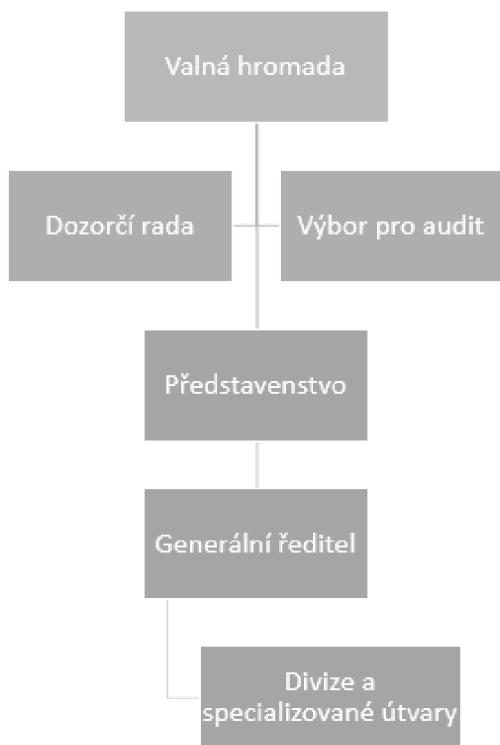 Valná hromada
Dozorčí rada
Výbor pro audit
Představenstvo
Generální ředitel
Divize a
specializované útvary